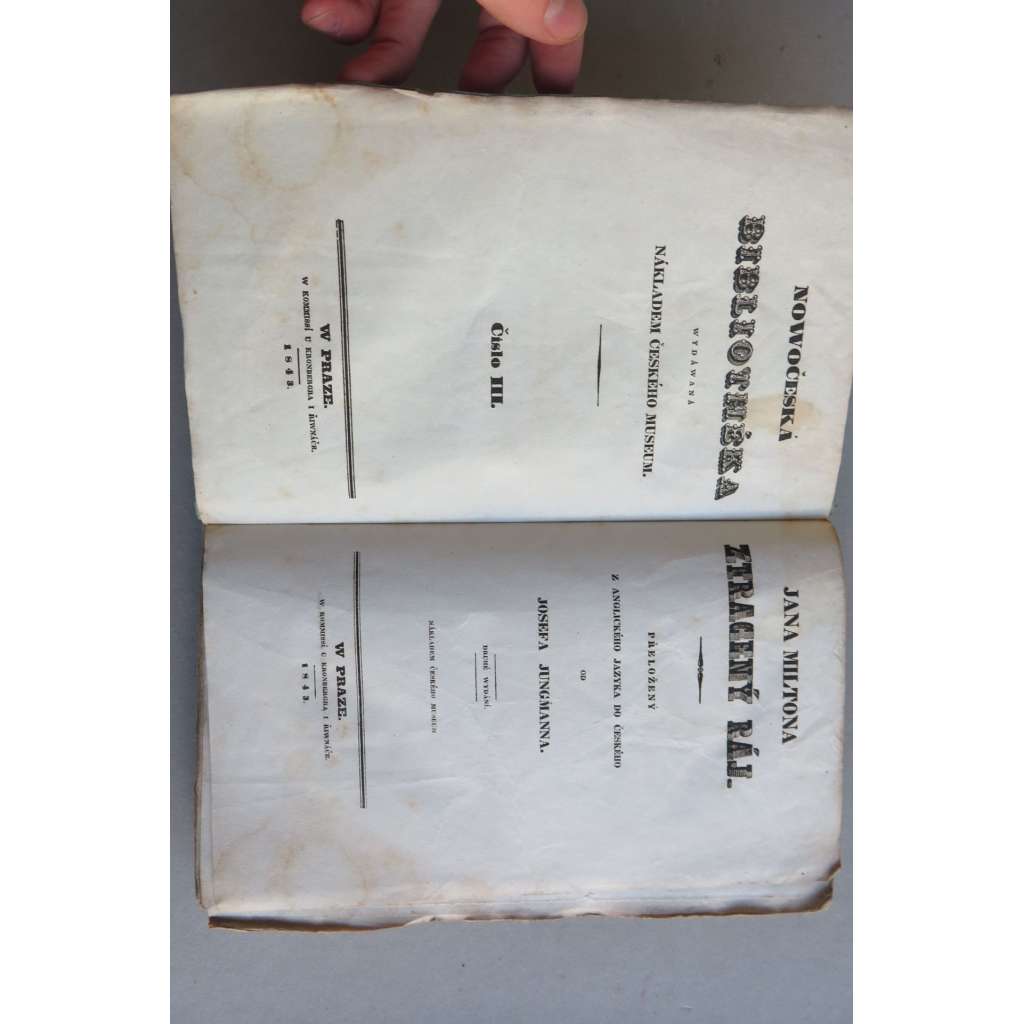 NOWOČESKÁ
BIBLIOTHÉKA
WYDÁWANÁ
NÁKLADEM ČESKÉHO MUSEUM.
Číslo III.
W PRAZE.
W KOMMISSÍ U KRONBERGRA I ŘIWNÁČE.
1843.
JANA MILTONA
ZTRACENÝ RÁJ.
PŘELOŽENÝ
Z ANGLICKÉHO JAZYKA DO ČESKÉHO
OD
JOSEFA JUNGMANNA.
DRUHÉ WYDÁNÍ.
NÁKLADEM ČESKÉHO MUSEUM
W PRAZE.
W KOMMISSÍ U KRONBERGRA I ŘIWNÁČE.
1843.